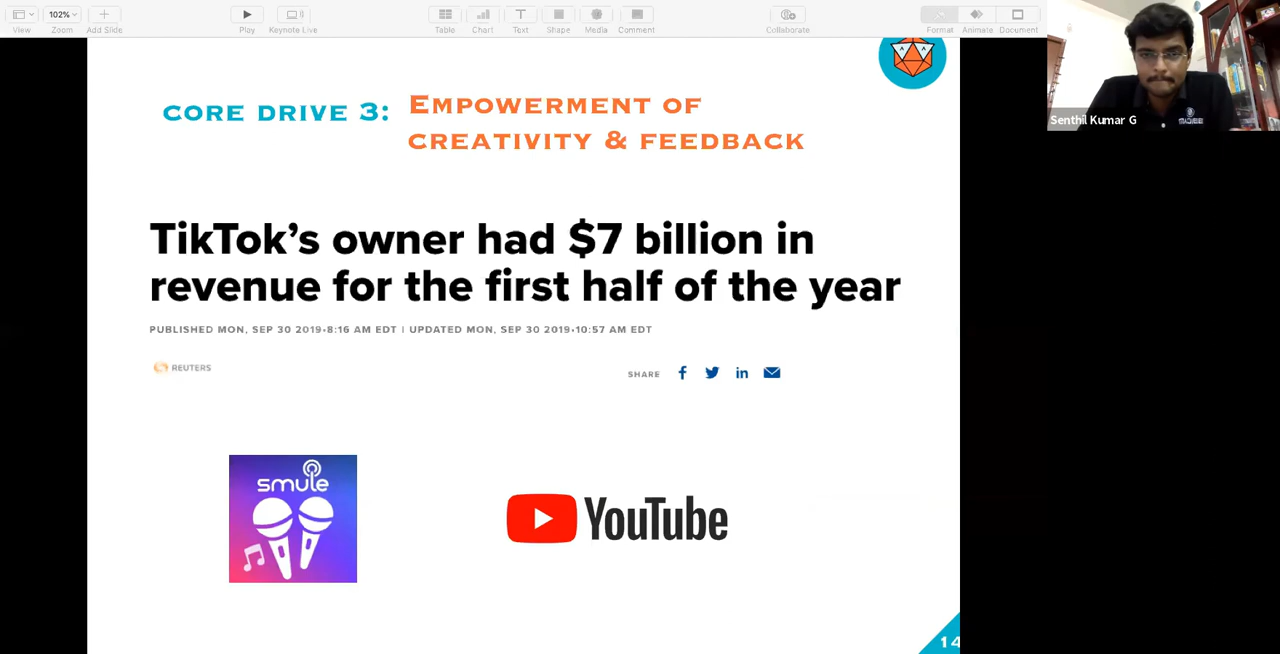 102%
View
Zoom
Add Slide
Play
Keynote Live
Table
Chart
Text
Shape
Media
Comment
Collaborate
Format
Animate
Document
CORE DRIVE 3: EMPOWERMENT OF
CREATIVITY & FEEDBACK
Senthil Kumar G
TikTok’s owner had $7 billion in
revenue for the first half of the year
PUBLISHED MON, SEP 30 2019•8:16 AM EDT | UPDATED MON, SEP 30 2019•10:57 AM EDT
REUTERS
SHARE
smule
YouTube
14